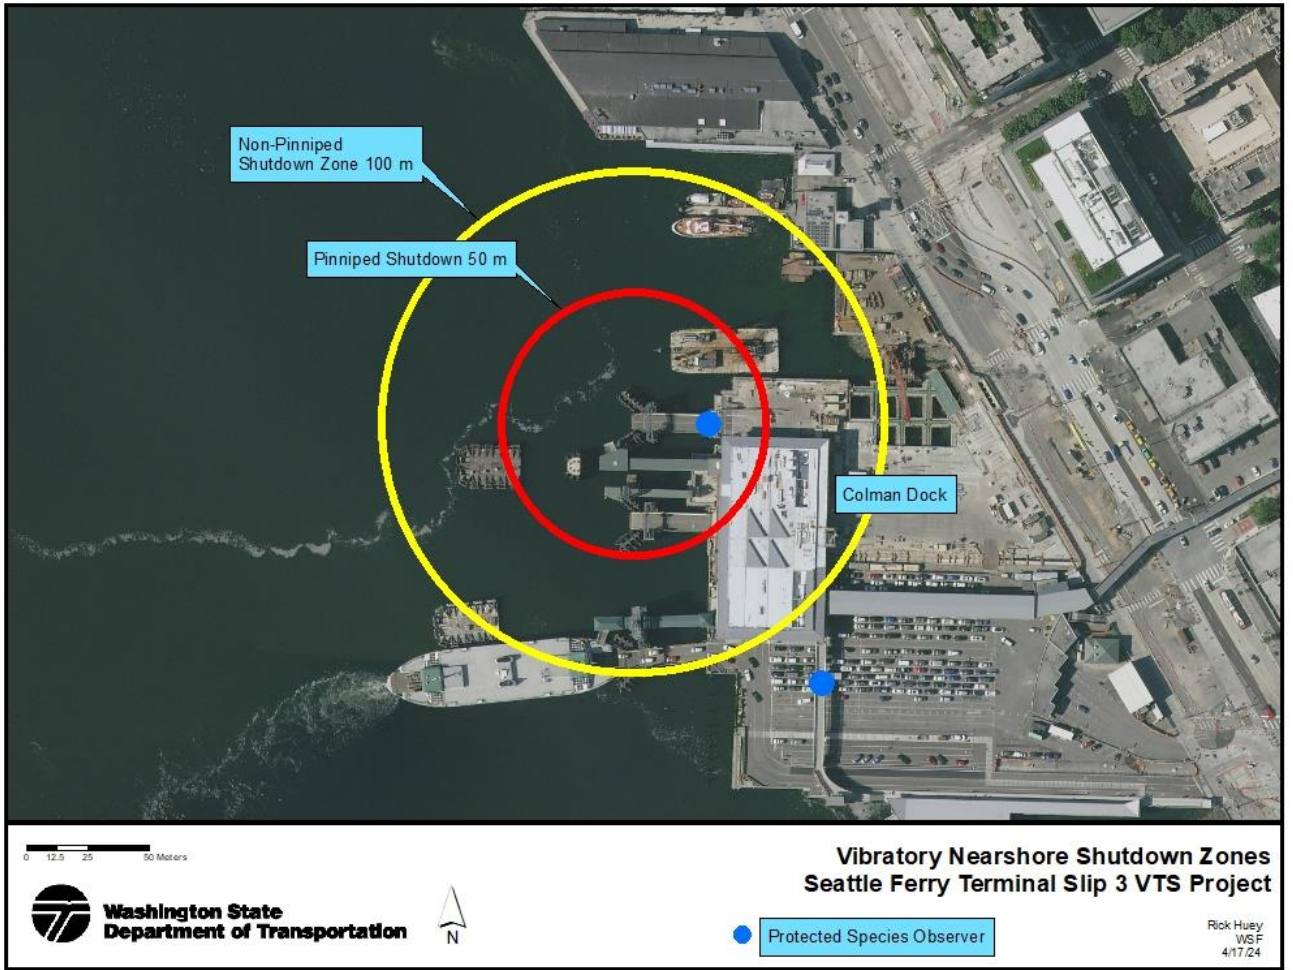 Non-Pinniped
Shutdown Zone 100 m
Pinniped Shutdown 50 m
Colman Dock
0 12.5 25 50 Meters
Washington State
Department of Transportation
N
Vibratory Nearshore Shutdown Zones
Seattle Ferry Terminal Slip 3 VTS Project
Protected Species Observer
Rick Huey
WSF
4/17/24